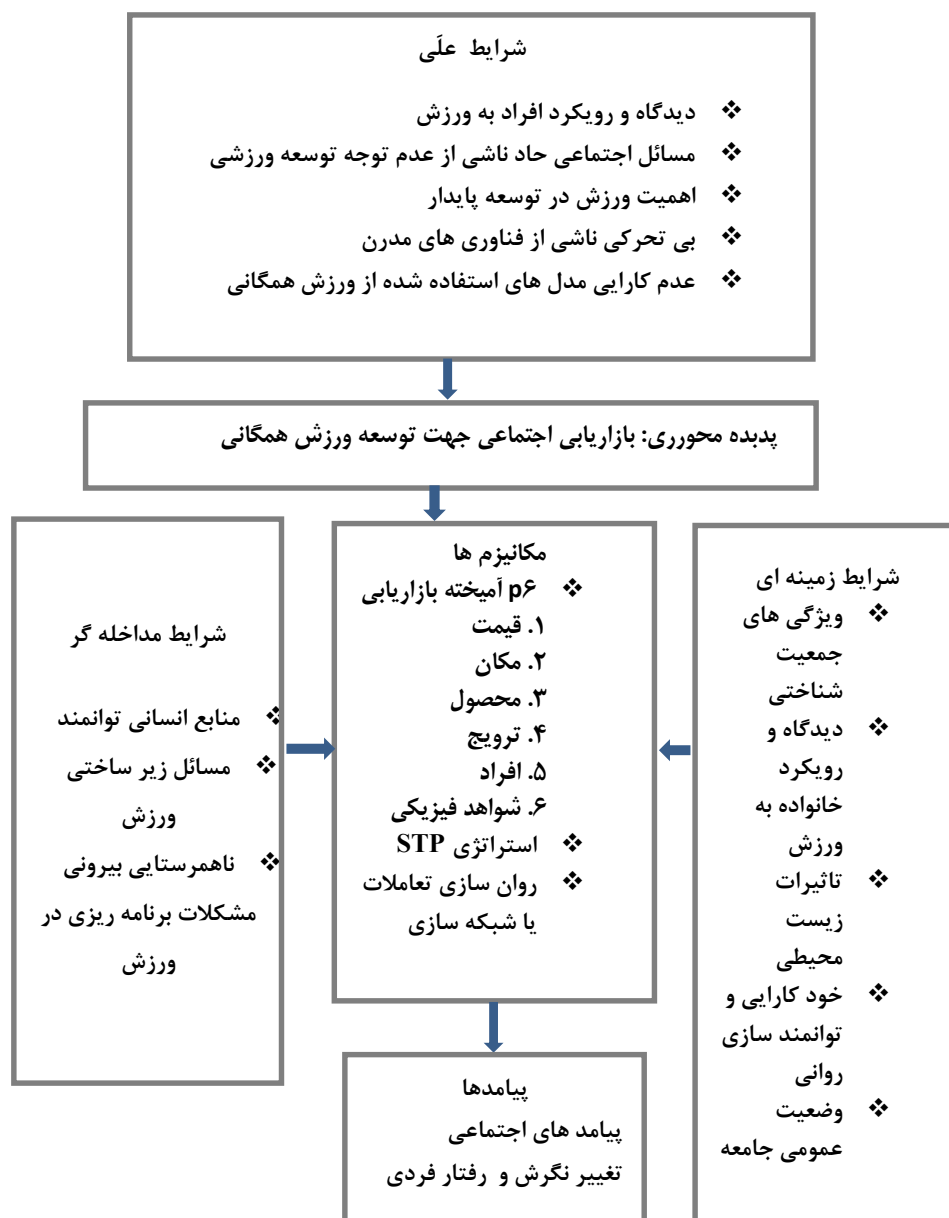 شرایط علَی
❖ دیدگاه و رویکرد افراد به ورزش
❖ مسائل اجتماعی حاد ناشی از عدم توجه توسعه ورزشی
❖ اهمیت ورزش در توسعه پایدار
❖ بی تحرکی ناشی از فناوری های مدرن
❖ عدم کارایی مدل های استفاده شده از ورزش همگانی
پدبده محورری: بازاریابی اجتماعی جهت توسعه ورزش همگانی
شرایط زمینه ای
❖ ویژگی های
جمعیت
شناختی
❖ دیدگاه و
رویکرد
خانواده به
ورزش
❖ تاثیرات
زیست
محیطی
❖ خود کارایی و
توانمند سازی
روانی
❖ وضعیت
عمومی جامعه
مکانیزم ها
❖ p۶ آمیخته بازاریابی
۱. قیمت
۲. مکان
۳. محصول
۴. ترویج
۵. افراد
۶. شواهد فیزیکی
❖ استراتژی STP
❖ روان سازی تعاملات
یا شبکه سازی
شرایط مداخله گر
❖ منابع انسانی توانمند
❖ مسائل زیر ساختی
ورزش
❖ ناهمرستایی بیرونی
مشکلات برنامه ریزی در
ورزش
پیامدها
پیامد های اجتماعی
تغییر نگرش و رفتار فردی